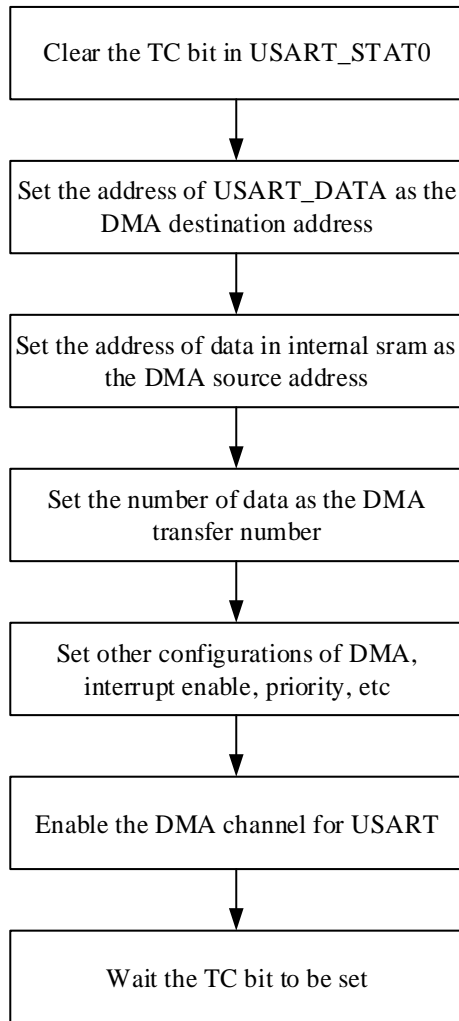 Clear the TC bit in USART_STAT0
Set the address of USART_DATA as the
DMA destination address
Set the address of data in internal sram as
the DMA source address
Set the number of data as the DMA
transfer number
Set other configurations of DMA,
interrupt enable, priority, etc
Enable the DMA channel for USART
Wait the TC bit to be set